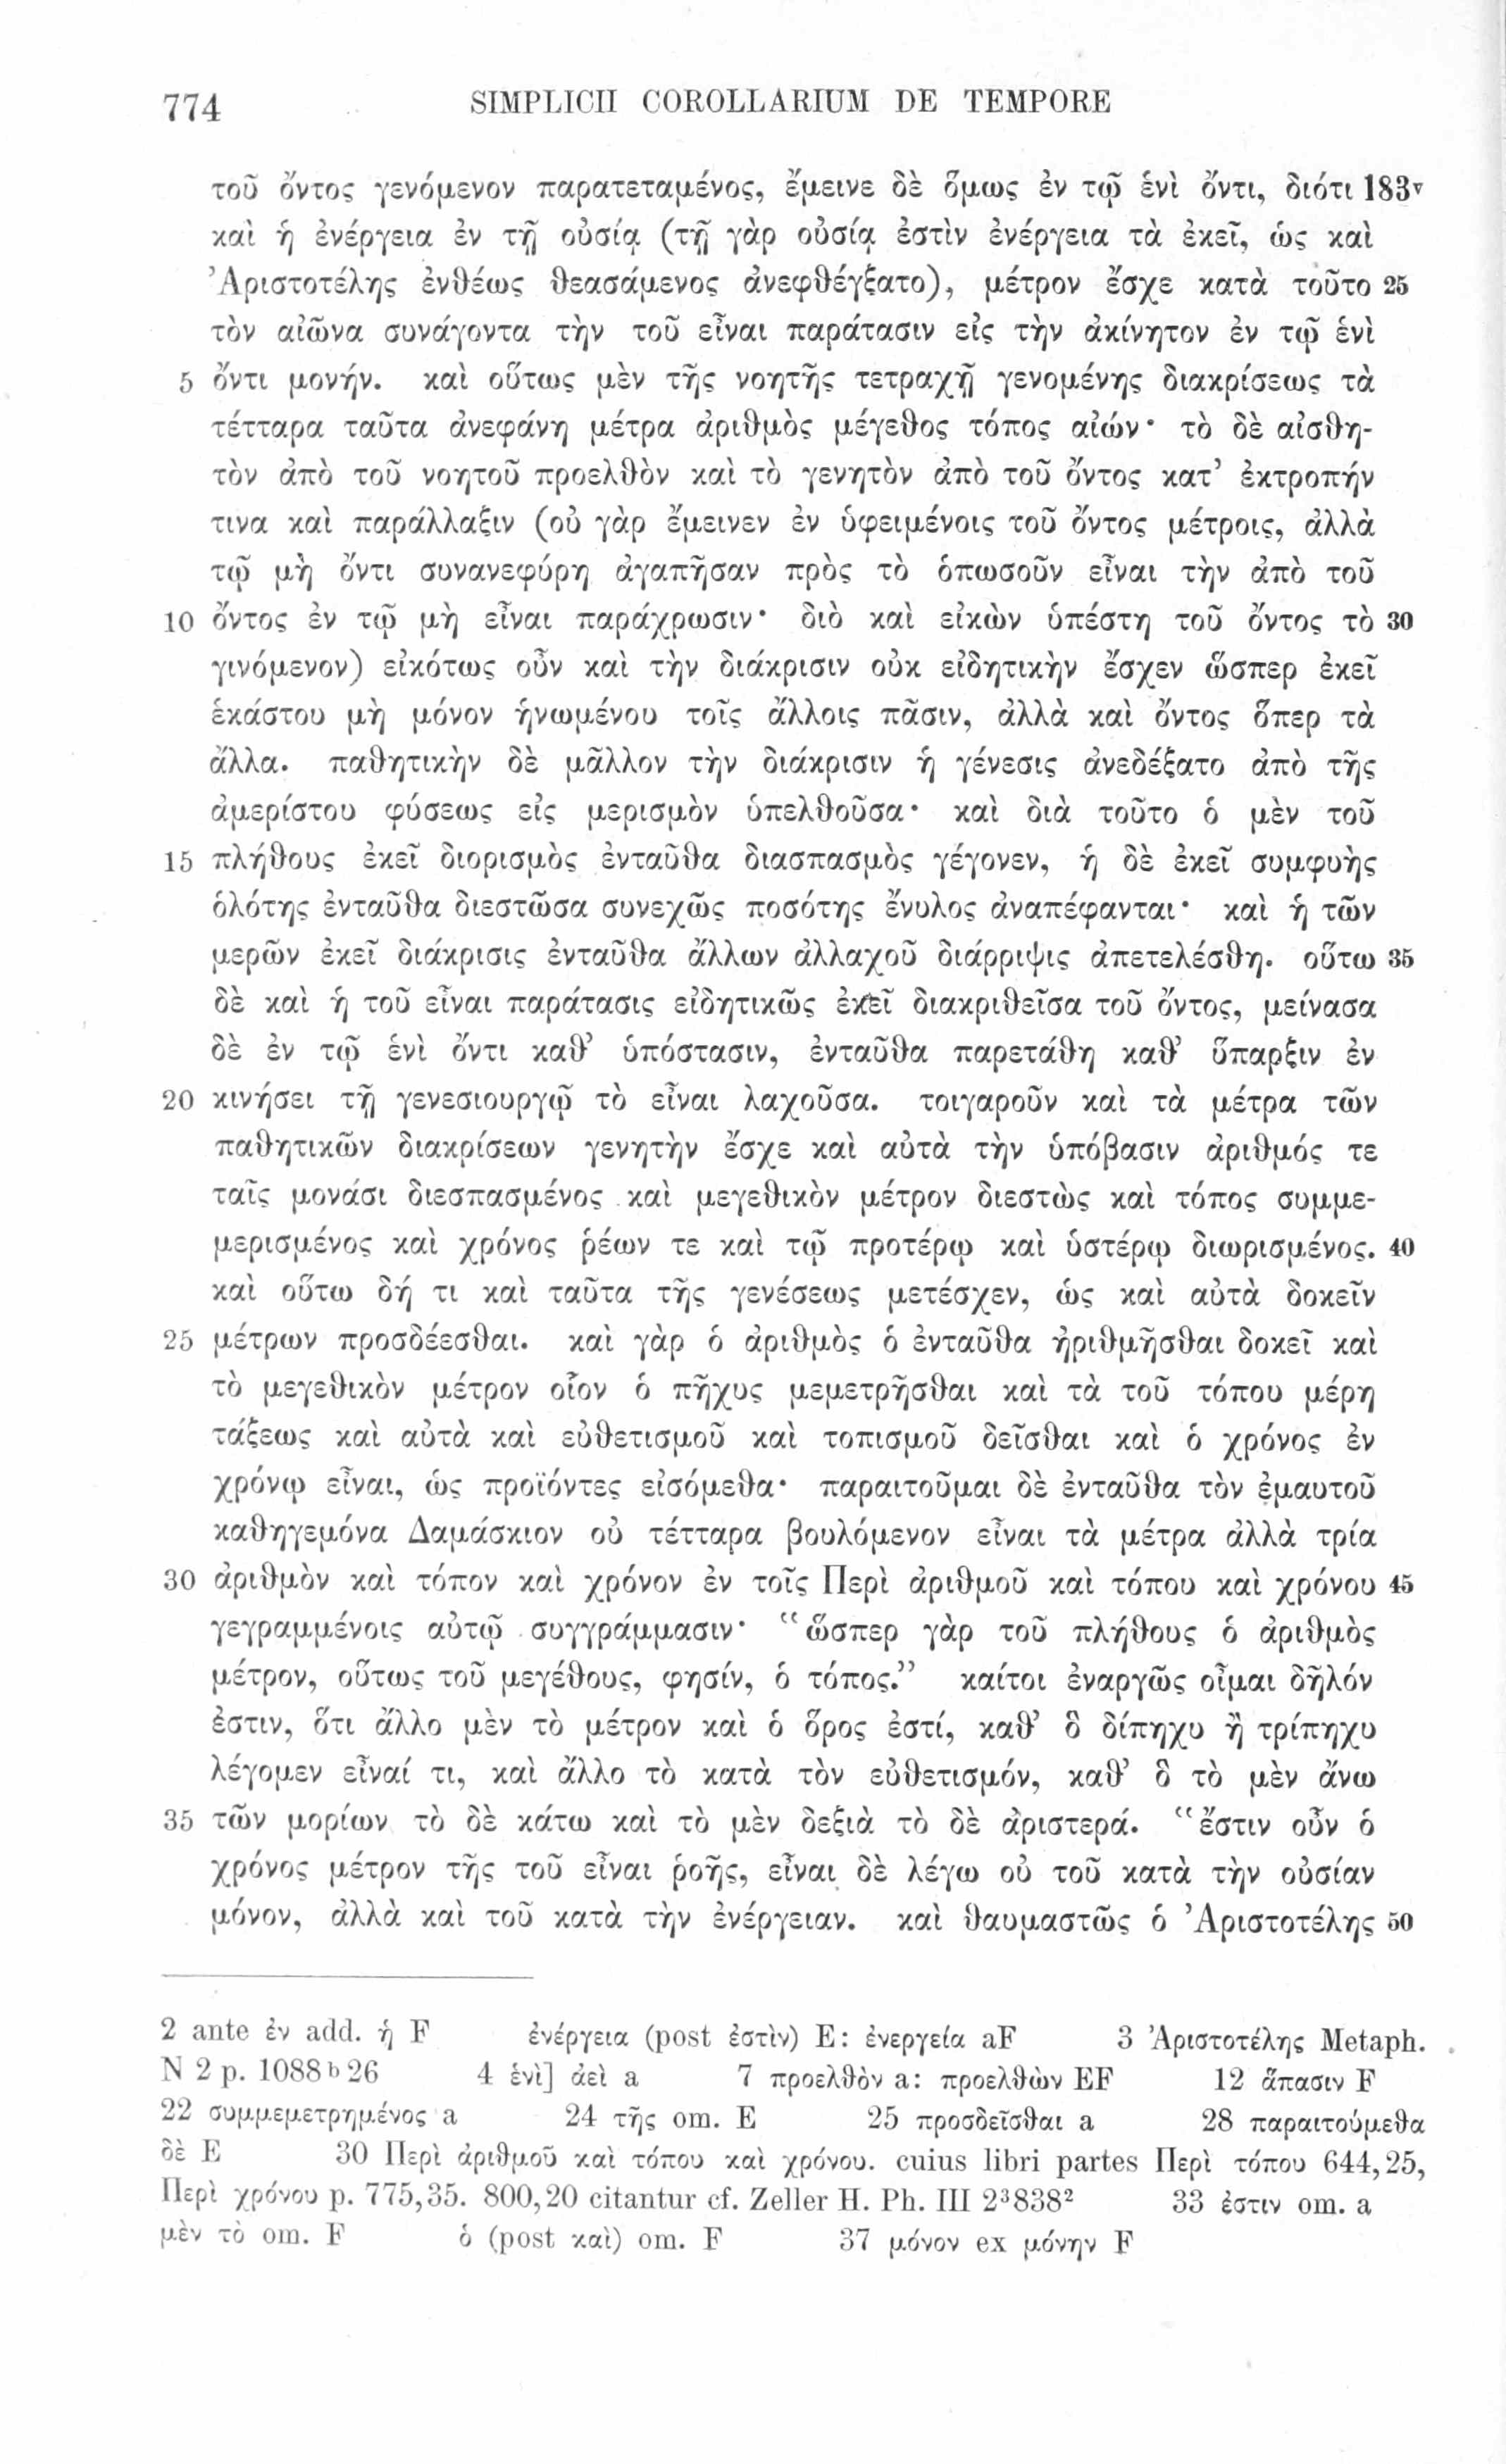 774 SIMPLICII COROLLARIUM DE TEMPORE
τοῦ ὄντος γενόμενον παρατεταμένος, ἔμεινε δὲ ὅμως ἐν τῷ ἑνὶ ὄντι, διότι 183ᵛ
καὶ ἡ ἐνέργεια ἐν τῇ οὐσίᾳ (τῇ γὰρ οὐσίᾳ ἐστὶν ἐνέργεια τὰ ἐκεῖ, ὡς καὶ
Ἀριστοτέλης ἐνθέως θεασάμενος ἀνεφθέγξατο), μέτρον ἔσχε κατὰ τοῦτο 25
τὸν αἰῶνα συνάγοντα τὴν τοῦ εἶναι παράτασιν εἰς τὴν ἀκίνητον ἐν τῷ ἑνὶ
5 ὄντι μονήν. καὶ οὕτως μὲν τῆς νοητῆς τετραχῇ γενομένης διακρίσεως τὰ
τέτταρα ταῦτα ἀνεφάνη μέτρα ἀριθμὸς μέγεθος τόπος αἰών· τὸ δὲ αἰσθη-
τὸν ἀπὸ τοῦ νοητοῦ προελθὸν καὶ τὸ γενητὸν ἀπὸ τοῦ ὄντος κατ’ ἐκτροπήν
τινα καὶ παράλλαξιν (οὐ γὰρ ἔμεινεν ἐν ὑφειμένοις τοῦ ὄντος μέτροις, ἀλλὰ
τῷ μὴ ὄντι συνανεφύρη ἀγαπῆσαν πρὸς τὸ ὁπωσοῦν εἶναι τὴν ἀπὸ τοῦ
10 ὄντος ἐν τῷ μὴ εἶναι παράχρωσιν· διὸ καὶ εἰκὼν ὑπέστη τοῦ ὄντος τὸ 30
γινόμενον) εἰκότως οὖν καὶ τὴν διάκρισιν οὐκ εἰδητικὴν ἔσχεν ὥσπερ ἐκεῖ
ἑκάστου μὴ μόνον ἡνωμένου τοῖς ἄλλοις πᾶσιν, ἀλλὰ καὶ ὄντος ὅπερ τὰ
ἄλλα. παθητικὴν δὲ μᾶλλον τὴν διάκρισιν ἡ γένεσις ἀνεδέξατο ἀπὸ τῆς
ἀμερίστου φύσεως εἰς μερισμὸν ὑπελθοῦσα· καὶ διὰ τοῦτο ὁ μὲν τοῦ
15 πλήθους ἐκεῖ διορισμὸς ἐνταῦθα διασπασμὸς γέγονεν, ἡ δὲ ἐκεῖ συμφυὴς
ὁλότης ἐνταῦθα διεστῶσα συνεχῶς ποσότης ἔνυλος ἀναπέφανται· καὶ ἡ τῶν
μερῶν ἐκεῖ διάκρισις ἐνταῦθα ἄλλων ἀλλαχοῦ διάρριψις ἀπετελέσθη. οὕτω 35
δὲ καὶ ἡ τοῦ εἶναι παράτασις εἰδητικῶς ἐκεῖ διακριθεῖσα τοῦ ὄντος, μείνασα
δὲ ἐν τῷ ἑνὶ ὄντι καθ’ ὑπόστασιν, ἐνταῦθα παρετάθη καθ’ ὕπαρξιν ἐν
20 κινήσει τῇ γενεσιουργῷ τὸ εἶναι λαχοῦσα. τοιγαροῦν καὶ τὰ μέτρα τῶν
παθητικῶν διακρίσεων γενητὴν ἔσχε καὶ αὐτὰ τὴν ὑπόβασιν ἀριθμός τε
ταῖς μονάσι διεσπασμένος καὶ μεγεθικὸν μέτρον διεστὼς καὶ τόπος συμμε-
μερισμένος καὶ χρόνος ῥέων τε καὶ τῷ προτέρῳ καὶ ὑστέρῳ διωρισμένος. 40
καὶ οὕτω δή τι καὶ ταῦτα τῆς γενέσεως μετέσχεν, ὡς καὶ αὐτὰ δοκεῖν
25 μέτρων προσδέεσθαι. καὶ γὰρ ὁ ἀριθμὸς ὁ ἐνταῦθα ἠριθμῆσθαι δοκεῖ καὶ
τὸ μεγεθικὸν μέτρον οἷον ὁ πῆχυς μεμετρῆσθαι καὶ τὰ τοῦ τόπου μέρη
τάξεως καὶ αὐτὰ καὶ εὐθετισμοῦ καὶ τοπισμοῦ δεῖσθαι καὶ ὁ χρόνος ἐν
χρόνῳ εἶναι, ὡς προϊόντες εἰσόμεθα· παραιτοῦμαι δὲ ἐνταῦθα τὸν ἐμαυτοῦ
καθηγεμόνα Δαμάσκιον οὐ τέτταρα βουλόμενον εἶναι τὰ μέτρα ἀλλὰ τρία
30 ἀριθμὸν καὶ τόπον καὶ χρόνον ἐν τοῖς Περὶ ἀριθμοῦ καὶ τόπου καὶ χρόνου 45
γεγραμμένοις αὐτῷ συγγράμμασιν· “ὥσπερ γὰρ τοῦ πλήθους ὁ ἀριθμὸς
μέτρον, οὕτως τοῦ μεγέθους, φησίν, ὁ τόπος.” καίτοι ἐναργῶς οἶμαι δῆλόν
ἐστιν, ὅτι ἄλλο μὲν τὸ μέτρον καὶ ὁ ὅρος ἐστί, καθ’ ὃ δίπηχυ ἢ τρίπηχυ
λέγομεν εἶναί τι, καὶ ἄλλο τὸ κατὰ τὸν εὐθετισμόν, καθ’ ὃ τὸ μὲν ἄνω
35 τῶν μορίων τὸ δὲ κάτω καὶ τὸ μὲν δεξιὰ τὸ δὲ ἀριστερά. “ἔστιν οὖν ὁ
χρόνος μέτρον τῆς τοῦ εἶναι ῥοῆς, εἶναι δὲ λέγω οὐ τοῦ κατὰ τὴν οὐσίαν
μόνον, ἀλλὰ καὶ τοῦ κατὰ τὴν ἐνέργειαν. καὶ θαυμαστῶς ὁ Ἀριστοτέλης 50
2 ante ἐν add. ἡ F ἐνέργεια (post ἐστὶν) E: ἐνεργείᾳ aF 3 Ἀριστοτέλης Metaph.
N 2 p. 1088ᵇ26 4 ἑνὶ] ἀεὶ a 7 προελθὸν a: προελθὼν EF 12 ἅπασιν F
22 συμμεμετρημένος a 24 τῆς om. E 25 προσδεῖσθαι a 28 παραιτούμεθα
δὲ E 30 Περὶ ἀριθμοῦ καὶ τόπου καὶ χρόνου. cuius libri partes Περὶ τόπου 644,25,
Περὶ χρόνου p. 775,35. 800,20 citantur cf. Zeller H. Ph. III 2³838² 33 ἐστιν om. a
μὲν τὸ om. F ὁ (post καὶ) om. F 37 μόνον ex μόνην F